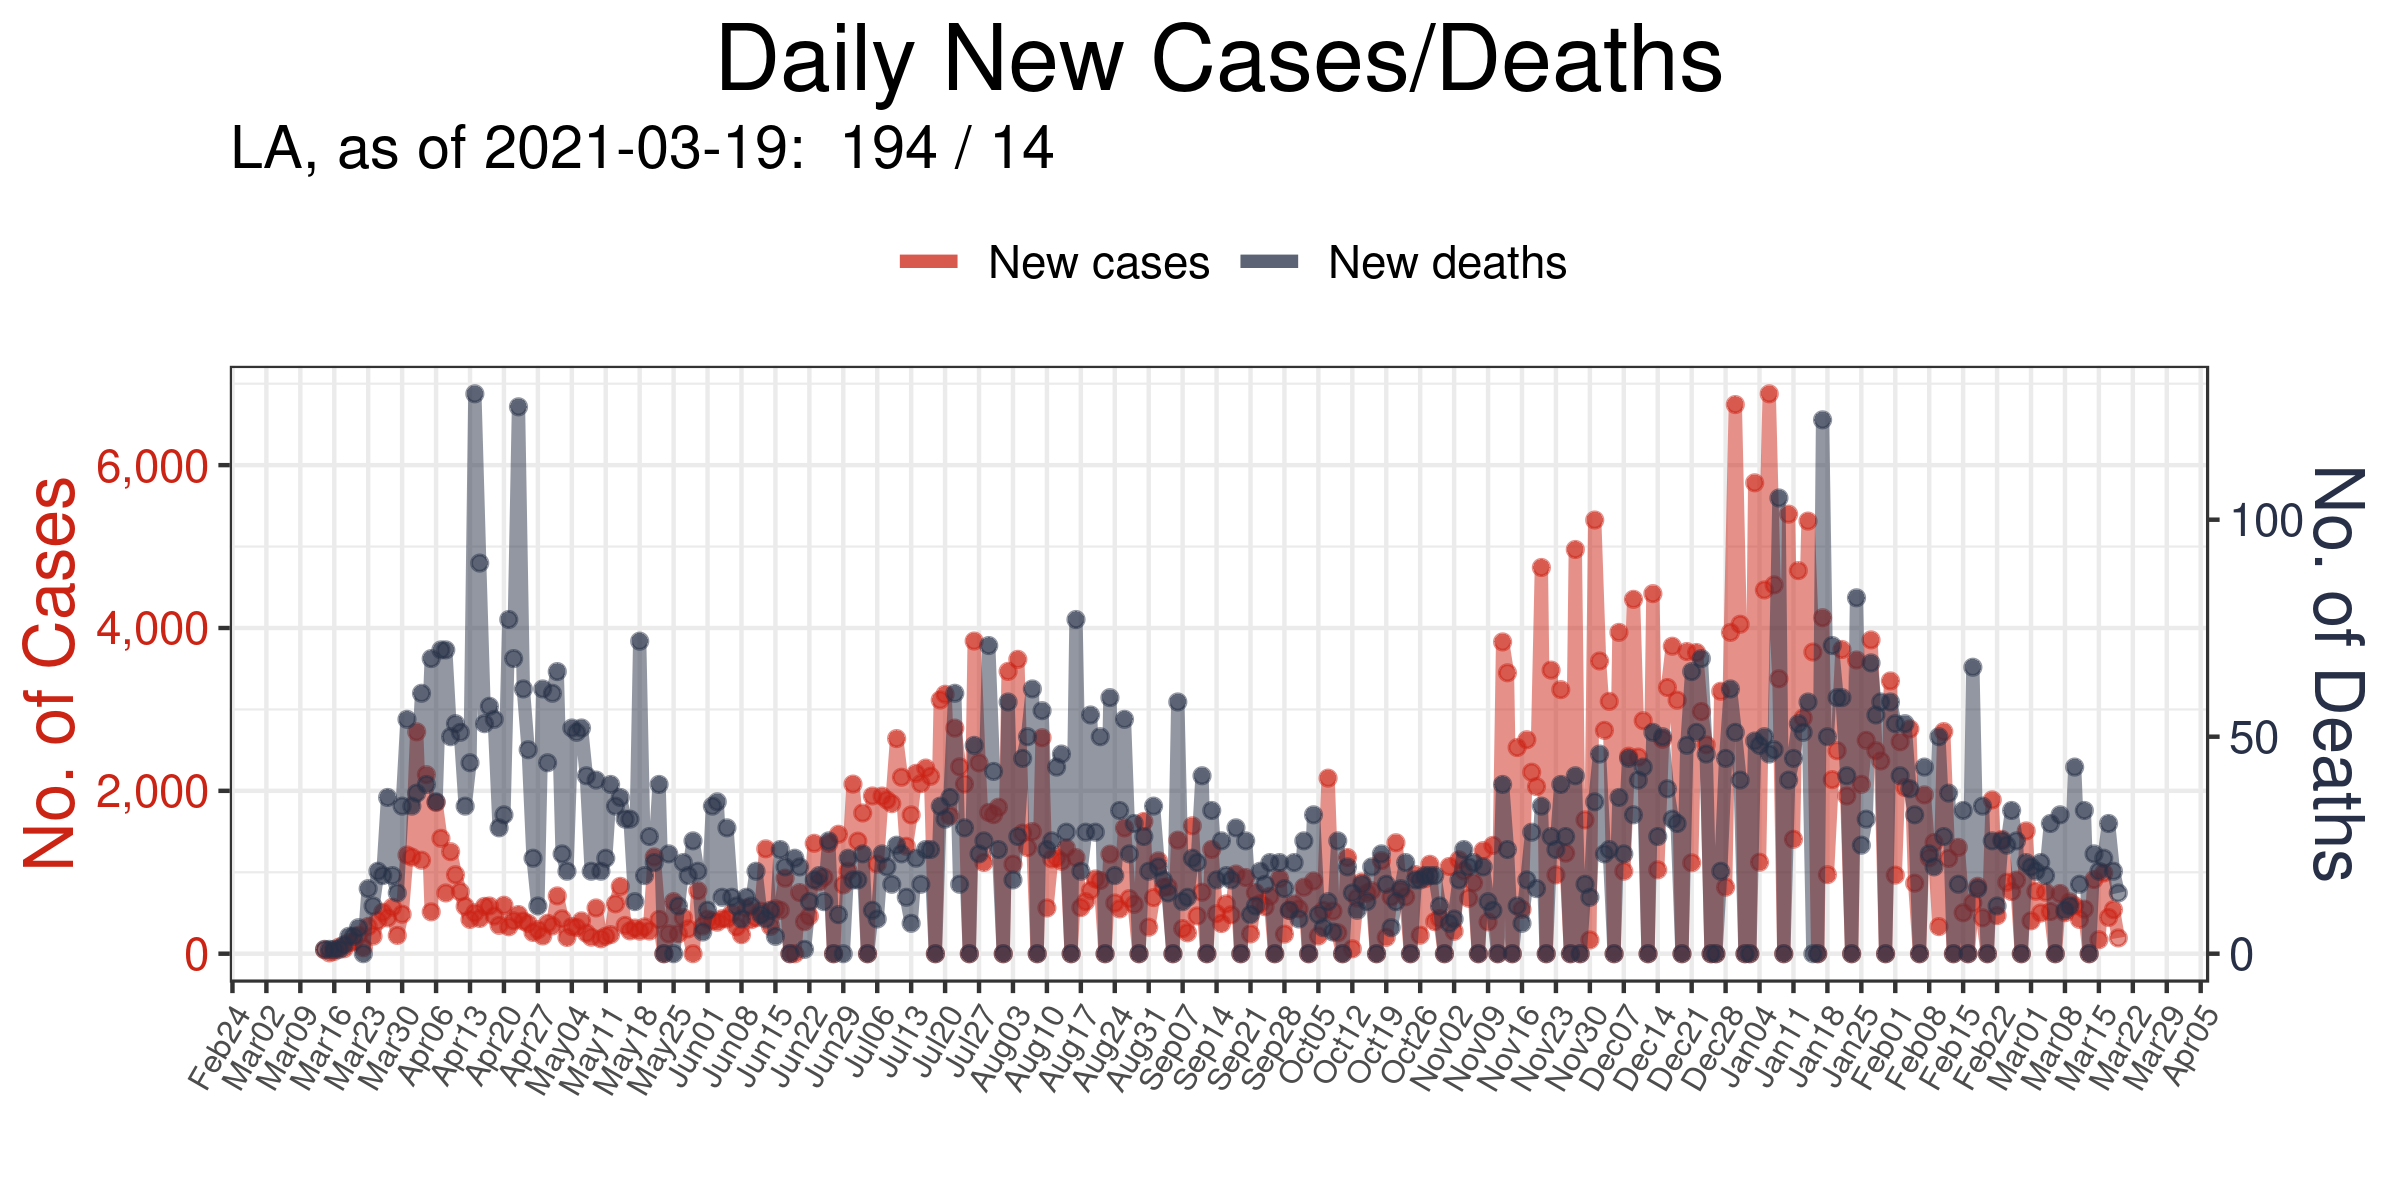 Daily New Cases/Deaths
LA, as of 2021-03-19:  194 / 14
New cases
New deaths
No. of Cases
6,000
4,000
2,000
0
No. of Deaths
100
50
0
Feb24
Mar02
Mar09
Mar16
Mar23
Mar30
Apr06
Apr13
Apr20
Apr27
May04
May11
May18
May25
Jun01
Jun08
Jun15
Jun22
Jun29
Jul06
Jul13
Jul20
Jul27
Aug03
Aug10
Aug17
Aug24
Aug31
Sep07
Sep14
Sep21
Sep28
Oct05
Oct12
Oct19
Oct26
Nov02
Nov09
Nov16
Nov23
Nov30
Nov07
Dec14
Dec21
Dec28
Dec04
Jan11
Jan18
Jan25
Jan01
Feb08
Feb15
Feb22
Feb01
Mar08
Mar15
Mar22
Mar29
Apr05